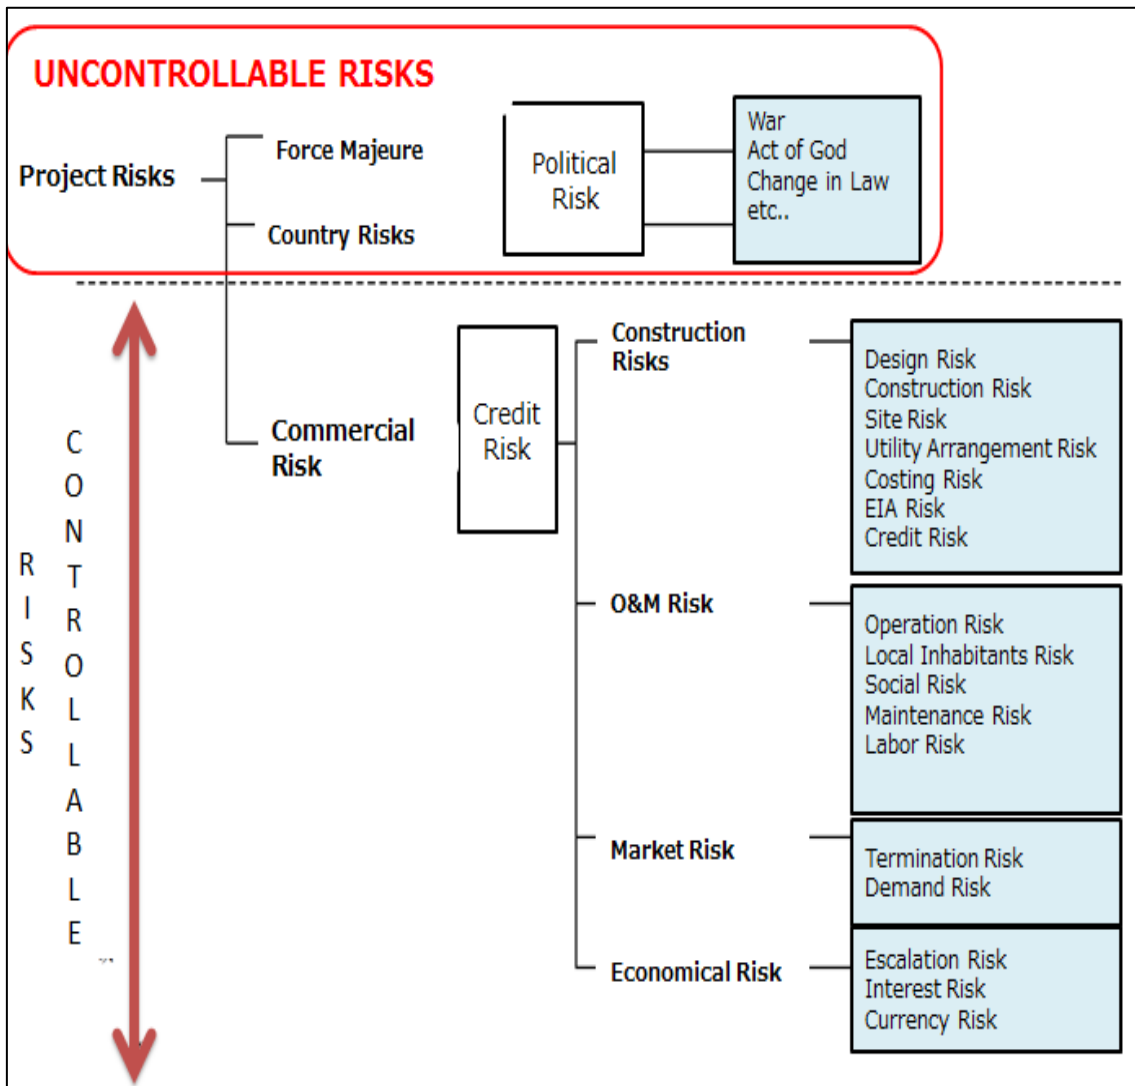 UNCONTROLLABLE RISKS
Project Risks
Force Majeure
Country Risks
Political
Risk
War
Act of God
Change in Law
etc..
CONTROLLABLE
RISKS
Commercial
Risk
Credit
Risk
Construction
Risks
Design Risk
Construction Risk
Site Risk
Utility Arrangement Risk
Costing Risk
EIA Risk
Credit Risk
O&M Risk
Operation Risk
Local Inhabitants Risk
Social Risk
Maintenance Risk
Labor Risk
Market Risk
Termination Risk
Demand Risk
Economical Risk
Escalation Risk
Interest Risk
Currency Risk